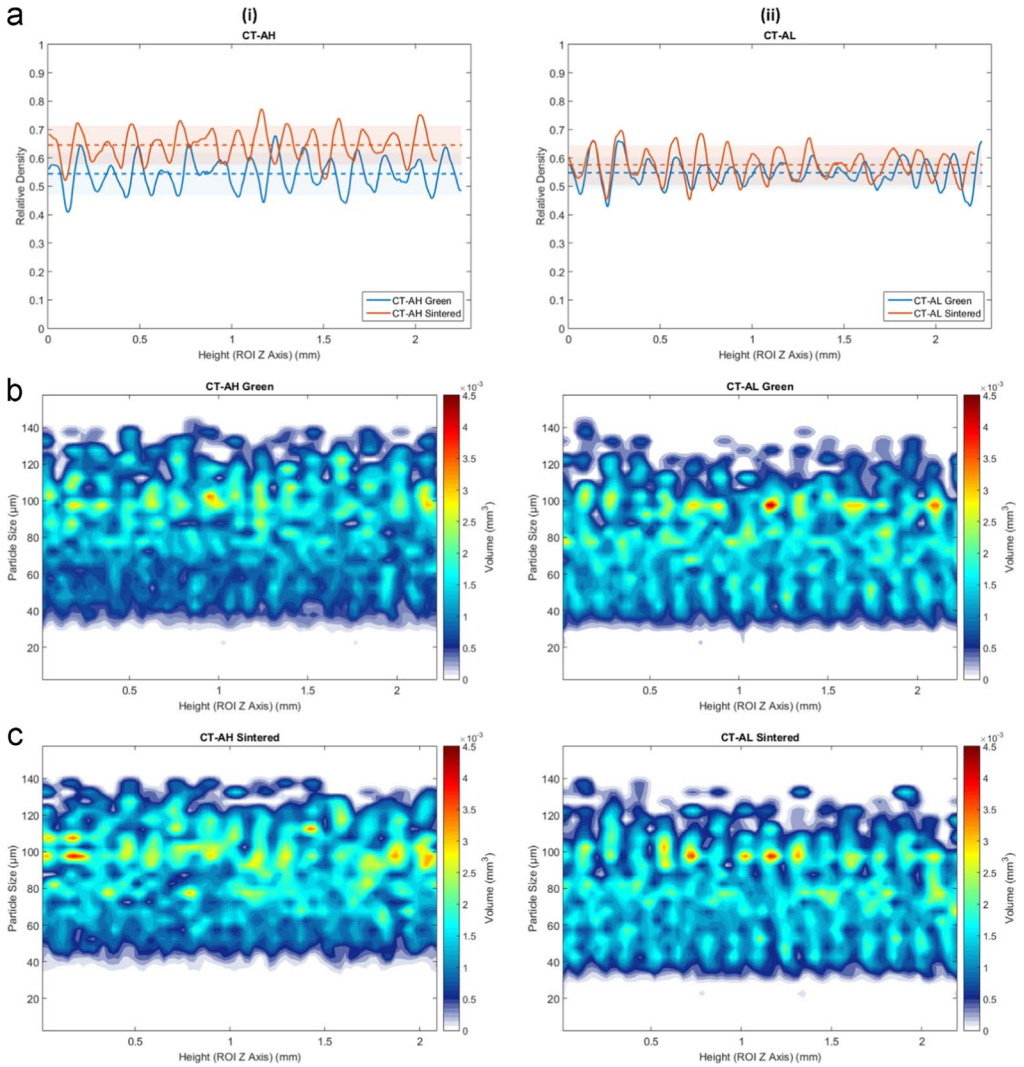 a
(i)
(ii)
CT-AH
1
0.9
0.8
0.7
0.6
0.5
0.4
0.3
0.2
0.1
0
Relative Density
0 0.5 1 1.5 2
Height (ROI Z Axis) (mm)
CT-AH Green
CT-AH Sintered
CT-AL
1
0.9
0.8
0.7
0.6
0.5
0.4
0.3
0.2
0.1
0
Relative Density
0 0.5 1 1.5 2
Height (ROI Z Axis) (mm)
CT-AL Green
CT-AL Sintered
b
CT-AH Green
140
120
100
80
60
40
20
Particle Size (μm)
0.5 1 1.5 2
Height (ROI Z Axis) (mm)
×10⁻³
4.5
4
3.5
3
2.5
2
1.5
1
0.5
0
Volume (mm³)
CT-AL Green
140
120
100
80
60
40
20
Particle Size (μm)
0.5 1 1.5 2
Height (ROI Z Axis) (mm)
×10⁻³
4.5
4
3.5
3
2.5
2
1.5
1
0.5
0
Volume (mm³)
c
CT-AH Sintered
140
120
100
80
60
40
20
Particle Size (μm)
0.5 1 1.5 2
Height (ROI Z Axis) (mm)
×10⁻³
4.5
4
3.5
3
2.5
2
1.5
1
0.5
0
Volume (mm³)
CT-AL Sintered
140
120
100
80
60
40
20
Particle Size (μm)
0.5 1 1.5 2
Height (ROI Z Axis) (mm)
×10⁻³
4.5
4
3.5
3
2.5
2
1.5
1
0.5
0
Volume (mm³)